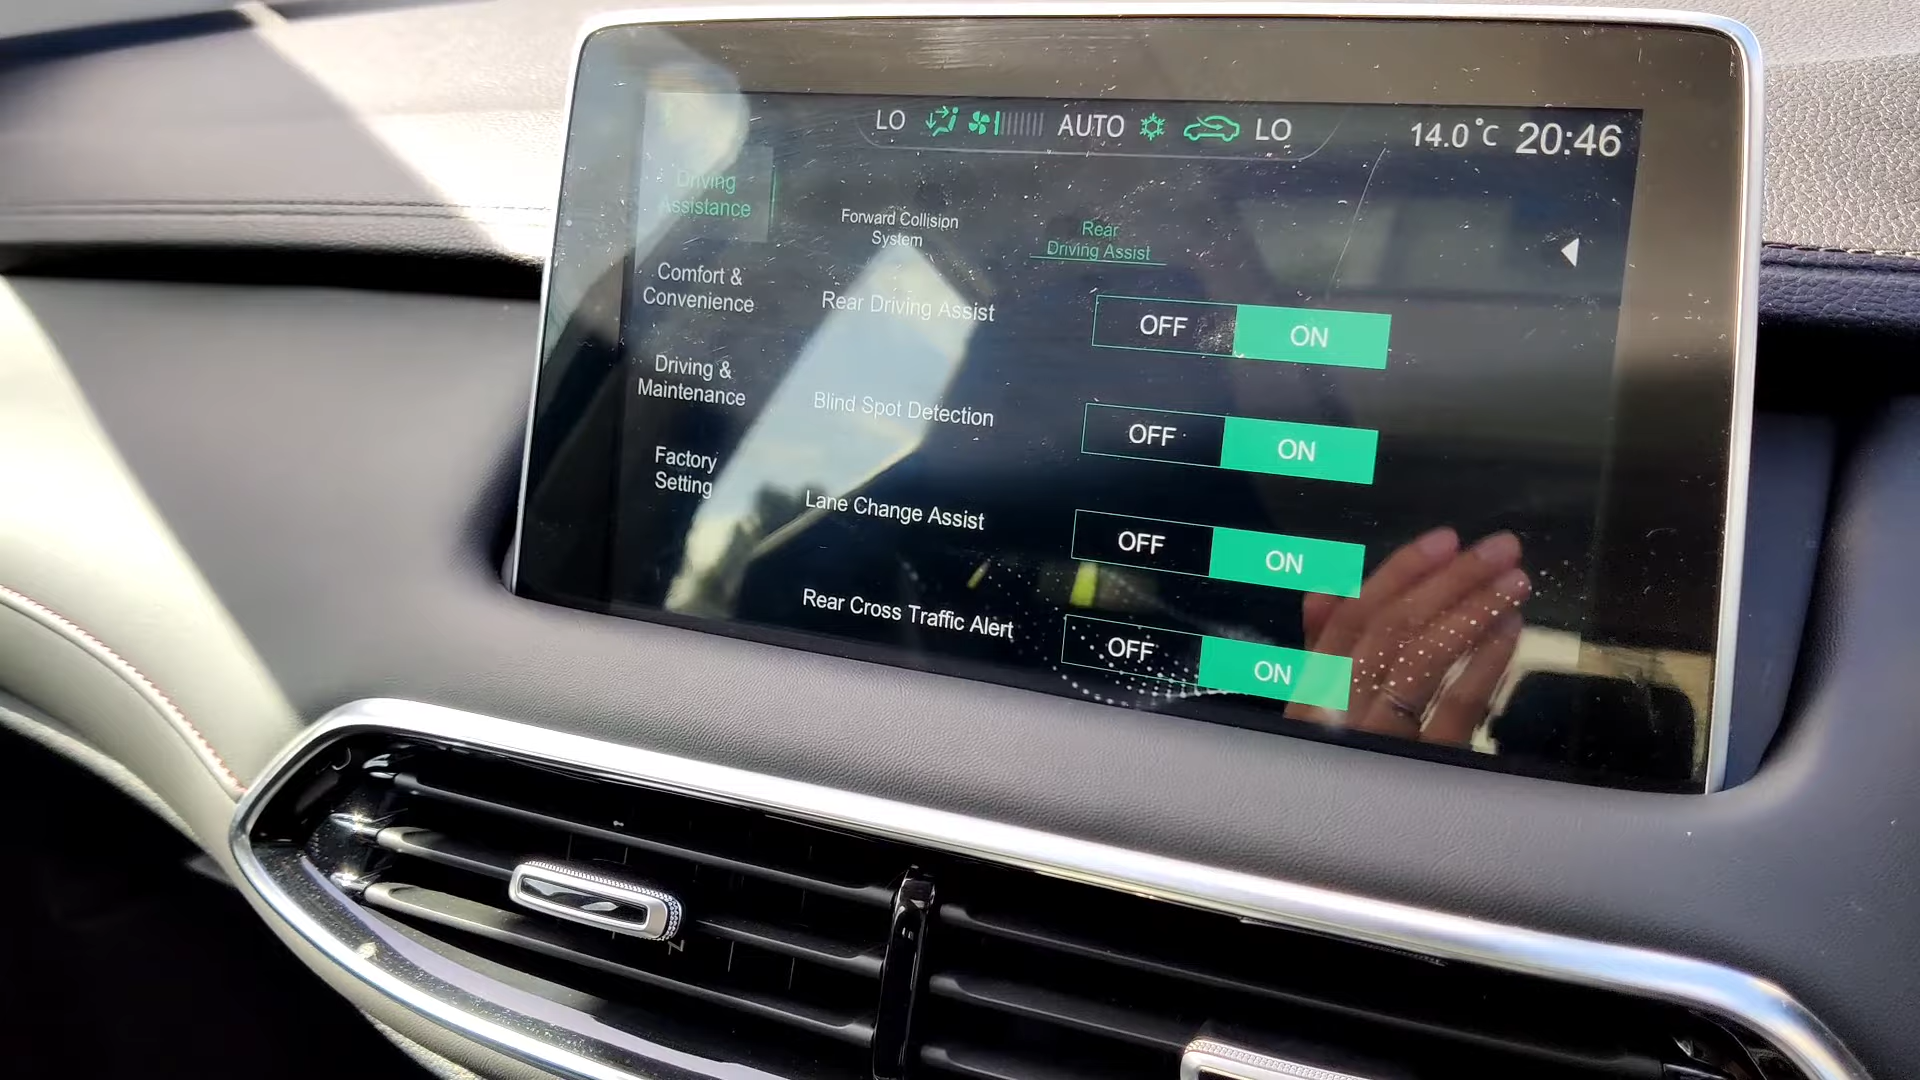 LO AUTO LO 14.0°C 20:46
Driving
Assistance
Comfort &
Convenience
Driving &
Maintenance
Factory
Setting
Forward Collision
System
Rear
Driving Assist
Rear Driving Assist OFF ON
Blind Spot Detection OFF ON
Lane Change Assist OFF ON
Rear Cross Traffic Alert OFF ON